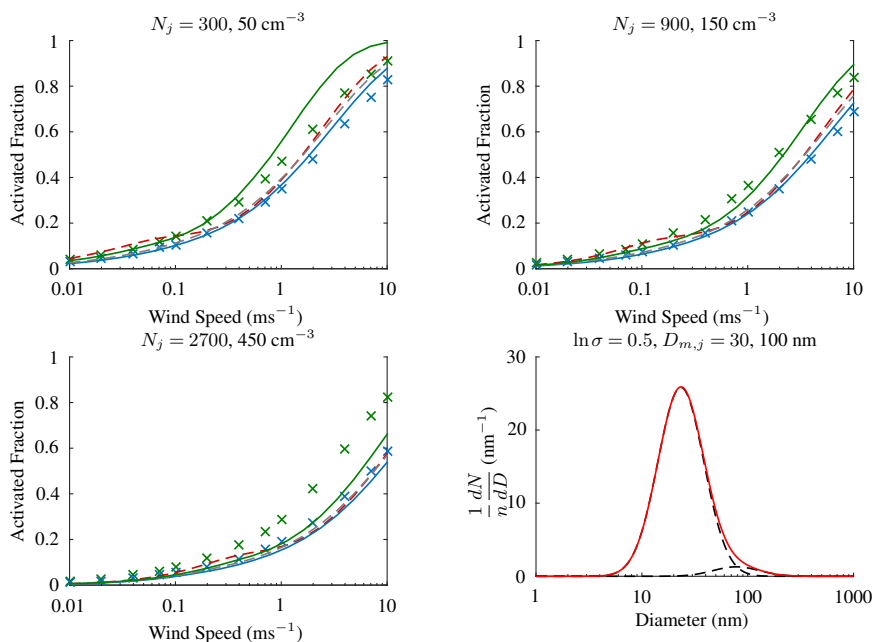 N_j = 300, 50 cm⁻³
Activated Fraction
1
0.8
0.6
0.4
0.2
0
0.01 0.1 1 10
Wind Speed (ms⁻¹)
N_j = 900, 150 cm⁻³
Activated Fraction
1
0.8
0.6
0.4
0.2
0
0.01 0.1 1 10
Wind Speed (ms⁻¹)
N_j = 2700, 450 cm⁻³
Activated Fraction
1
0.8
0.6
0.4
0.2
0
0.01 0.1 1 10
Wind Speed (ms⁻¹)
ln σ = 0.5, D_{m,j} = 30, 100 nm
1/n dN/dD (nm⁻¹)
30
20
10
0
1 10 100 1000
Diameter (nm)